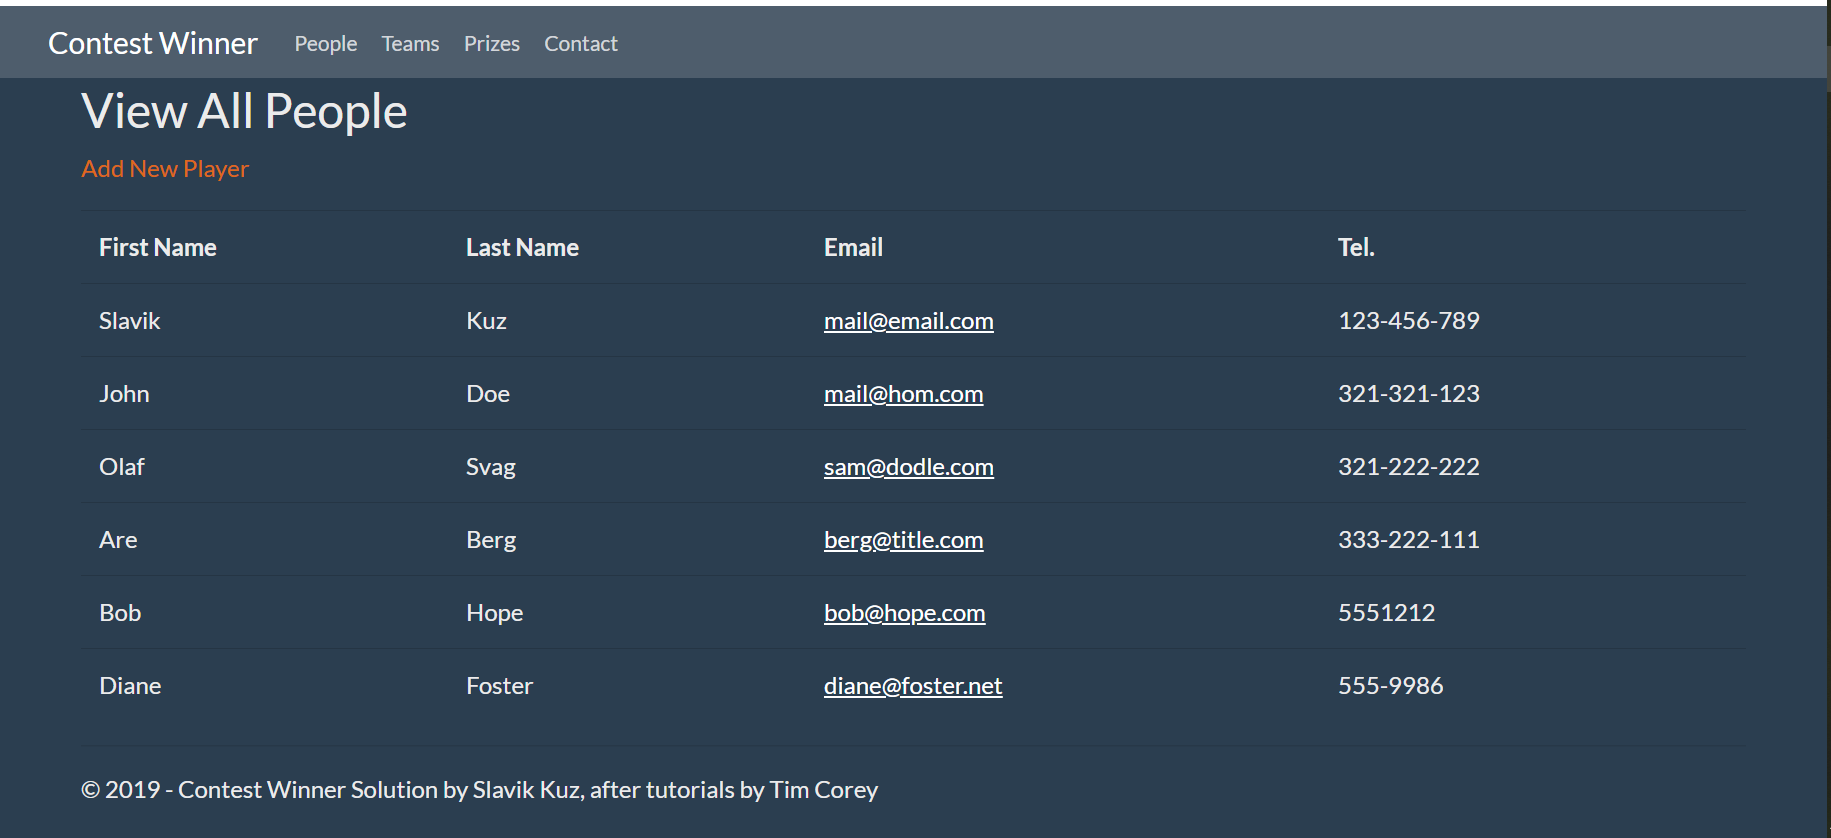 Contest Winner People Teams Prizes Contact
View All People
Add New Player
First Name Last Name Email Tel.
Slavik Kuz mail@email.com 123-456-789
John Doe mail@hom.com 321-321-123
Olaf Svag sam@dodle.com 321-222-222
Are Berg berg@title.com 333-222-111
Bob Hope bob@hope.com 5551212
Diane Foster diane@foster.net 555-9986
© 2019 - Contest Winner Solution by Slavik Kuz, after tutorials by Tim Corey